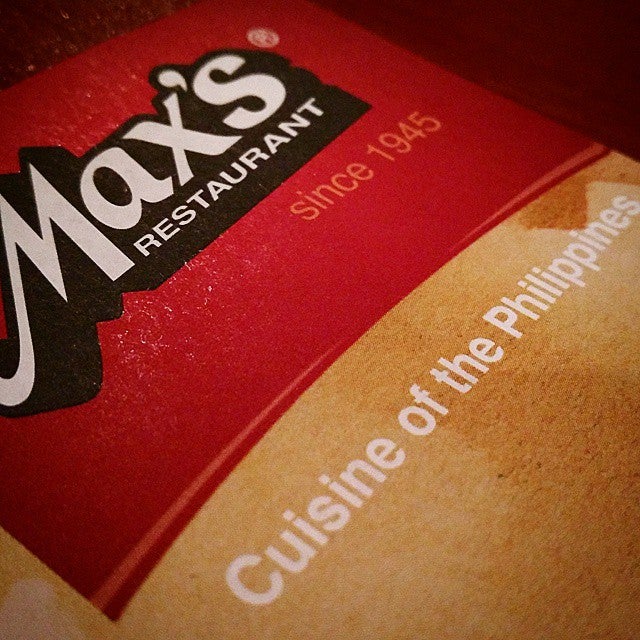 Max's®
RESTAURANT
since 1945
Cuisine of the Philippines